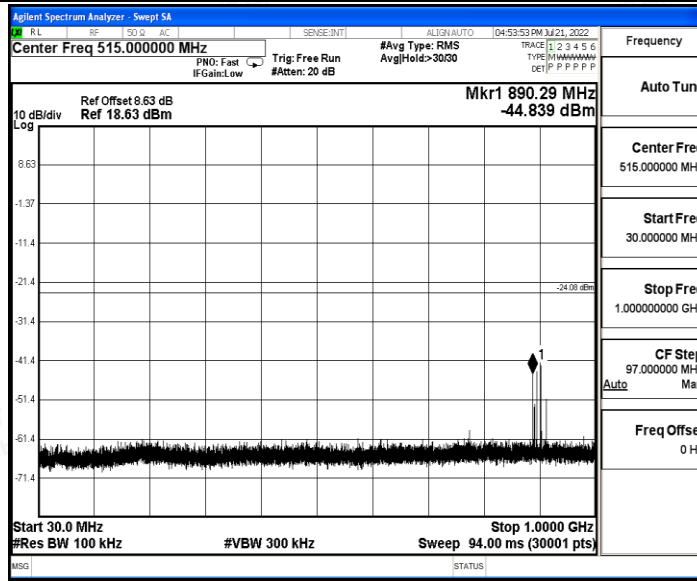 Agilent Spectrum Analyzer - Swept SA
RL RF 50 Ω AC SENSE:INT ALIGN AUTO 04:53:53 PM Jul 21, 2022
Center Freq 515.000000 MHz
PNO: Fast
IFGain:Low
Trig: Free Run
#Atten: 20 dB
#Avg Type: RMS
Avg|Hold:>30/30
TRACE 1 2 3 4 5 6
TYPE MWWWWW
DET P P P P P P
Ref Offset 8.63 dB
10 dB/div Ref 18.63 dBm
Log
Mkr1 890.29 MHz
-44.839 dBm
8.63
-1.37
-11.4
-21.4
-24.08 dBm
-31.4
-41.4
1
-51.4
-61.4
-71.4
Start 30.0 MHz Stop 1.0000 GHz
#Res BW 100 kHz #VBW 300 kHz Sweep 94.00 ms (30001 pts)
MSG STATUS
Frequency
Auto Tun
Center Fre
515.000000 MH
Start Fre
30.000000 MH
Stop Fre
1.000000000 GH
CF Step
97.000000 MH
Auto Ma
Freq Offse
0 H